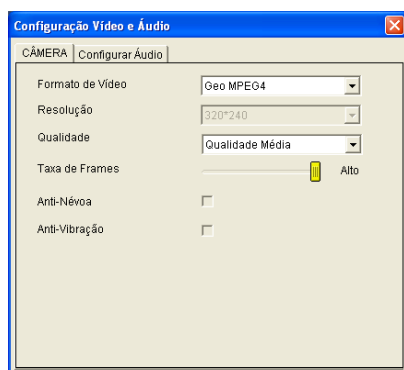 Configuração Vídeo e Áudio
CÂMERA Configurar Áudio
Formato de Vídeo Geo MPEG4
Resolução 320*240
Qualidade Qualidade Média
Taxa de Frames Alto
Anti-Névoa
Anti-Vibração